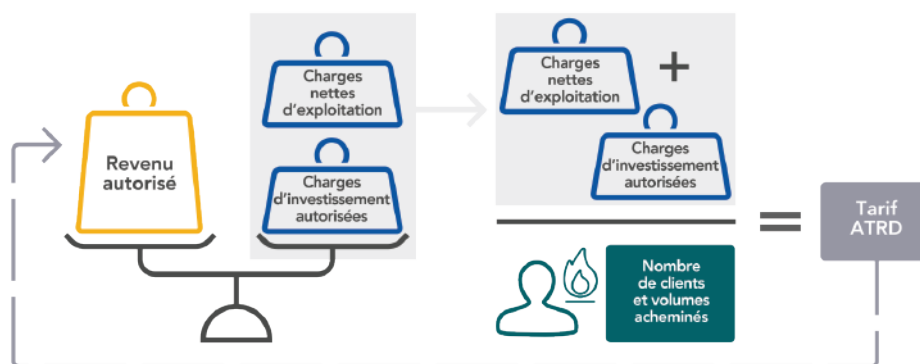 Revenu
autorisé
Charges
nettes
d'exploitation
Charges
d'investissement
autorisées
Charges
nettes
d'exploitation
+
Charges
d'investissement
autorisées
Nombre
de clients
et volumes
acheminés
=
Tarif
ATRD